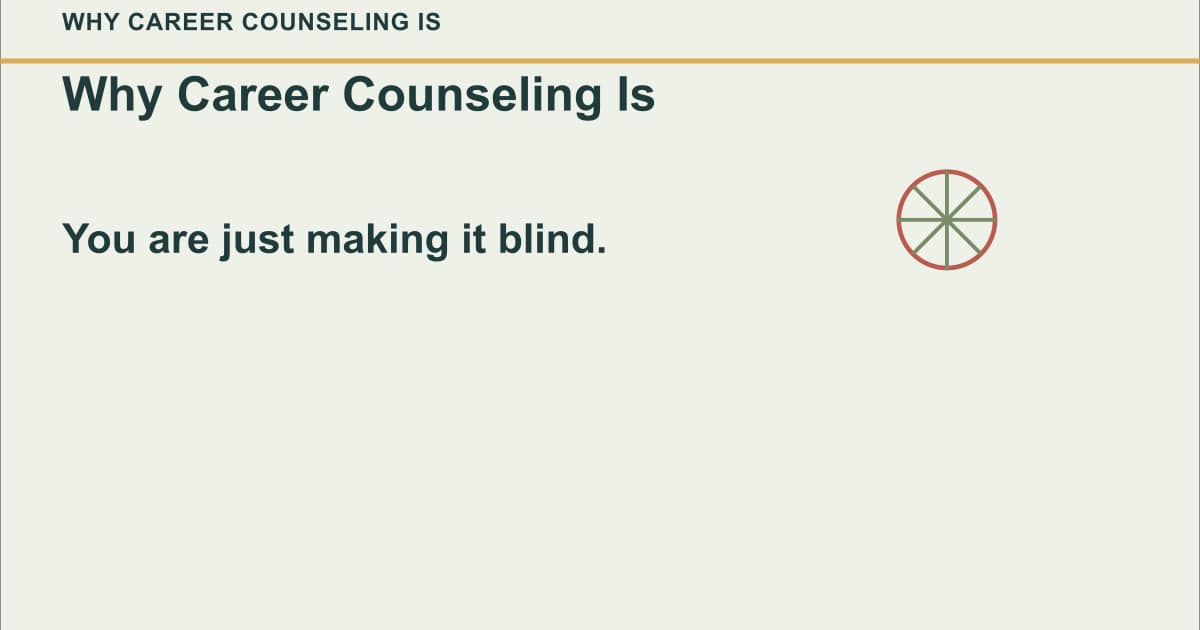 WHY CAREER COUNSELING IS
Why Career Counseling Is
You are just making it blind.